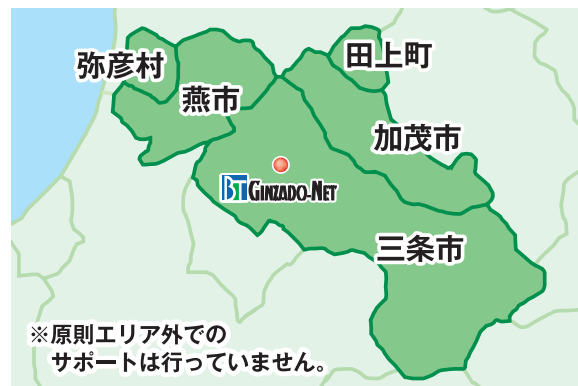 弥彦村
燕市
田上町
加茂市
BT GINZADO-NET
三条市
※原則エリア外での
サポートは行っていません。